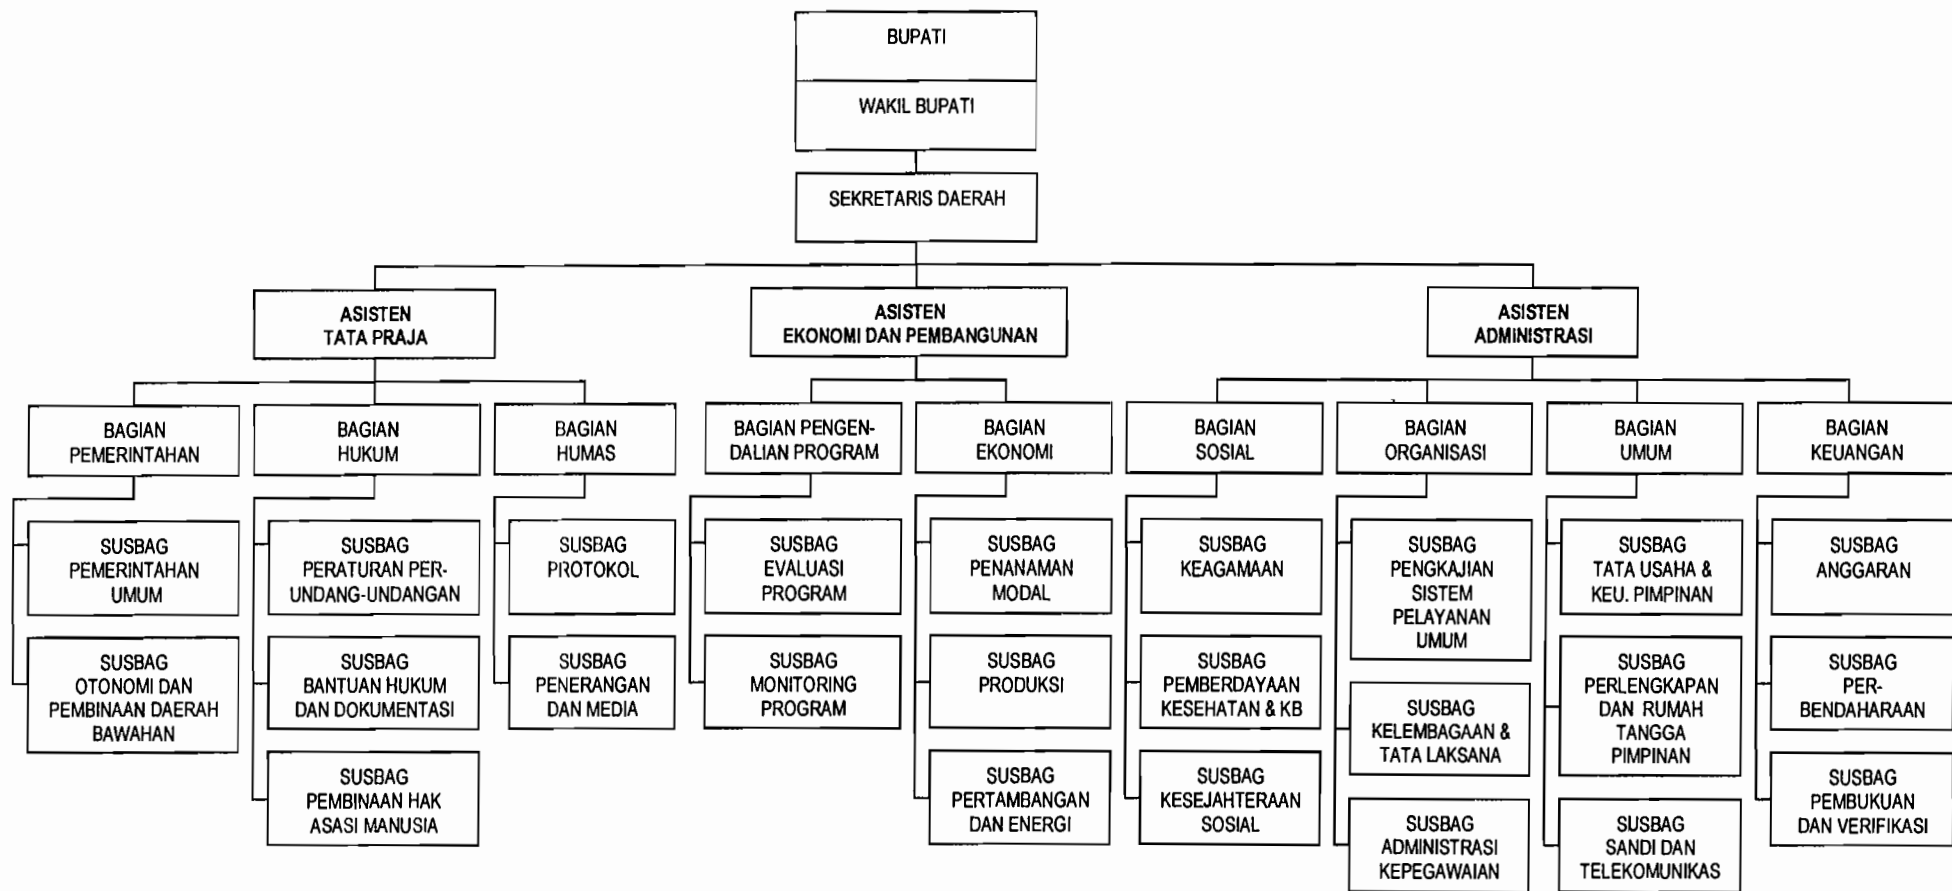 BUPATI
WAKIL BUPATI
SEKRETARIS DAERAH
ASISTEN
TATA PRAJA
ASISTEN
EKONOMI DAN PEMBANGUNAN
ASISTEN
ADMINISTRASI
BAGIAN
PEMERINTAHAN
BAGIAN
HUKUM
BAGIAN
HUMAS
BAGIAN PENGEN-
DALIAN PROGRAM
BAGIAN
EKONOMI
BAGIAN
SOSIAL
BAGIAN
ORGANISASI
BAGIAN
UMUM
BAGIAN
KEUANGAN
SUSBAG
PEMERINTAHAN
UMUM
SUSBAG
PERATURAN PER-
UNDANG-UNDANGAN
SUSBAG
PROTOKOL
SUSBAG
EVALUASI
PROGRAM
SUSBAG
PENANAMAN
MODAL
SUSBAG
KEAGAMAAN
SUSBAG
PENGKAJIAN
SISTEM
PELAYANAN
UMUM
SUSBAG
TATA USAHA &
KEU. PIMPINAN
SUSBAG
ANGGARAN
SUSBAG
OTONOMI DAN
PEMBINAAN DAERAH
BAWAHAN
SUSBAG
BANTUAN HUKUM
DAN DOKUMENTASI
SUSBAG
PENERANGAN
DAN MEDIA
SUSBAG
MONITORING
PROGRAM
SUSBAG
PRODUKSI
SUSBAG
PEMBERDAYAAN
KESEHATAN & KB
SUSBAG
KELEMBAGAAN &
TATA LAKSANA
SUSBAG
PERLENGKAPAN
DAN RUMAH
TANGGA
PIMPINAN
SUSBAG
PER-
BENDAHARAAN
SUSBAG
PEMBINAAN HAK
ASASI MANUSIA
SUSBAG
PERTAMBANGAN
DAN ENERGI
SUSBAG
KESEJAHTERAAN
SOSIAL
SUSBAG
ADMINISTRASI
KEPEGAWAIAN
SUSBAG
SANDI DAN
TELEKOMUNIKAS
SUSBAG
PEMBUKUAN
DAN VERIFIKASI